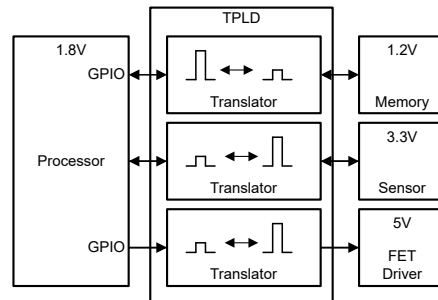 TPLD
1.8V
GPIO
Processor
GPIO
Translator
Translator
Translator
1.2V
Memory
3.3V
Sensor
5V
FET
Driver